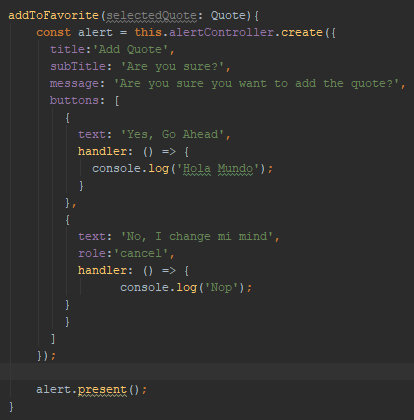 addToFavorite(selectedQuote: Quote){
    const alert = this.alertController.create({
      title:'Add Quote',
      subTitle: 'Are you sure?',
      message: 'Are you sure you want to add the quote?',
      buttons: [
        {
          text: 'Yes, Go Ahead',
          handler: () => {
            console.log('Hola Mundo');
          }
        },
        {
          text: 'No, I change mi mind',
          role:'cancel',
          handler: () => {
                console.log('Nop');
        }
        }
      ]
    });

    alert.present();
}